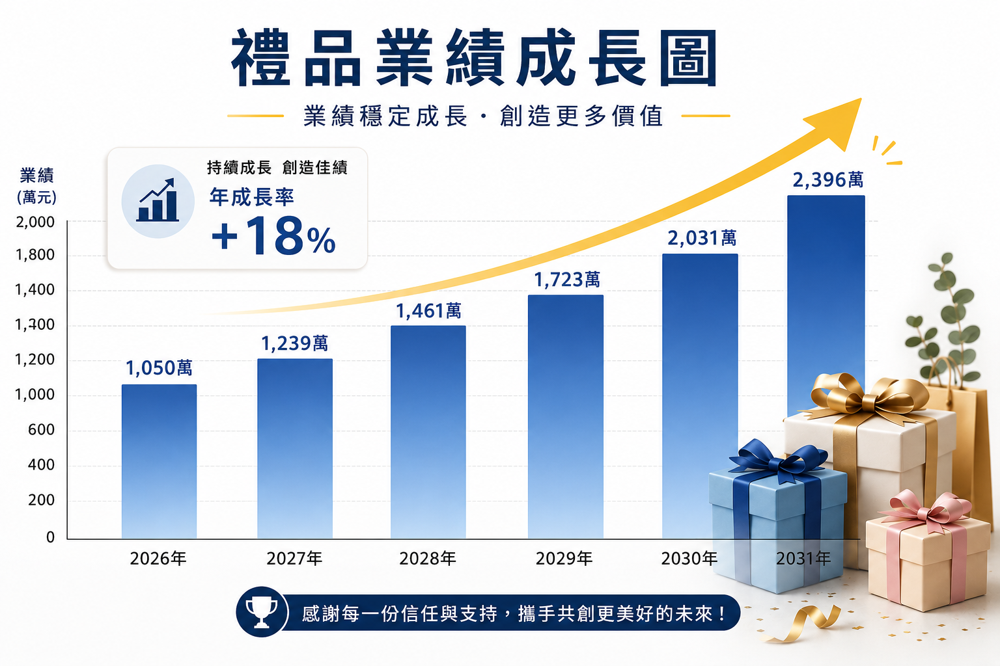 禮品業績成長圖
業績穩定成長・創造更多價值
持續成長 創造佳績
年成長率
+18%
業績
(萬元)
2,000
1,800
1,400
1,200
1,000
600
400
200
0
1,050萬
1,239萬
1,461萬
1,723萬
2,031萬
2,396萬
2026年
2027年
2028年
2029年
2030年
2031年
感謝每一份信任與支持，攜手共創更美好的未來！